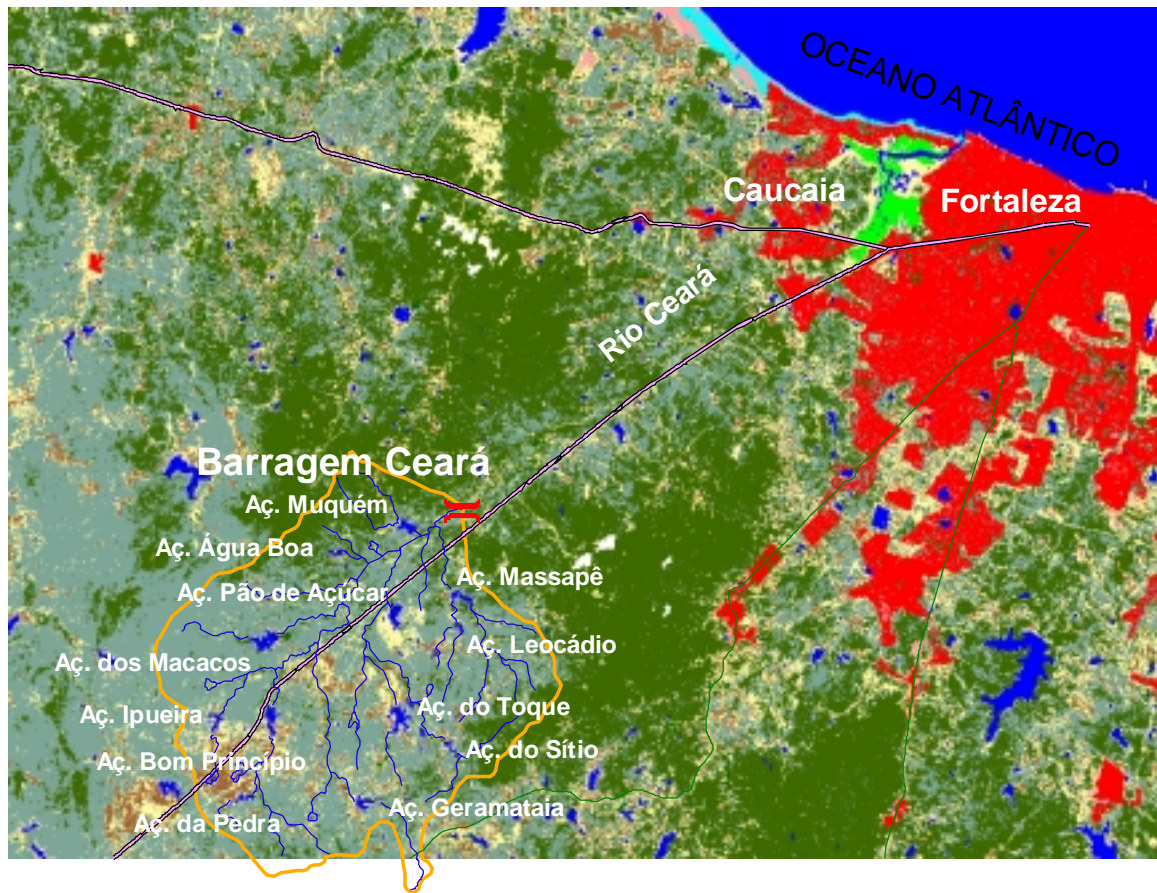 OCEANO ATLÂNTICO
Caucaia
Fortaleza
Rio Ceará
Barragem Ceará
Aç. Muquém
Aç. Água Boa
Aç. Massapê
Aç. Pão de Açúcar
Aç. Leocádio
Aç. dos Macacos
Aç. Ipueira
Aç. do Toque
Aç. do Sítio
Aç. Bom Princípio
Aç. Geramataia
Aç. da Pedra